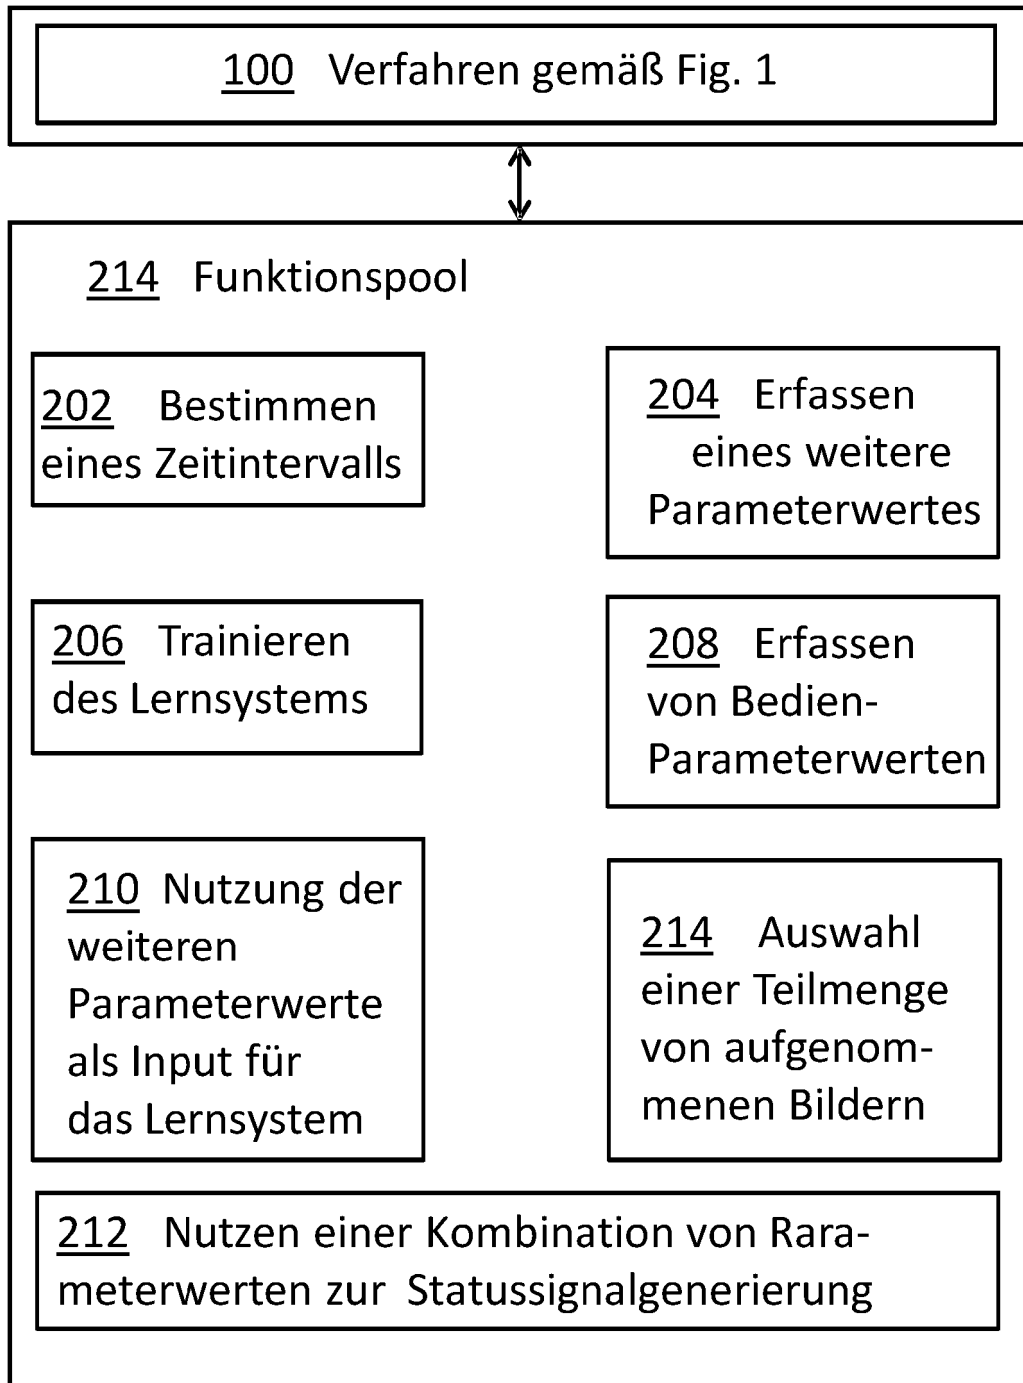 100 Verfahren gemäß Fig. 1
214 Funktionspool
202 Bestimmen
eines Zeitintervalls
204 Erfassen
eines weitere
Parameterwertes
206 Trainieren
des Lernsystems
208 Erfassen
von Bedien-
Parameterwerten
210 Nutzung der
weiteren
Parameterwerte
als Input für
das Lernsystem
214 Auswahl
einer Teilmenge
von aufgenom-
menen Bildern
212 Nutzen einer Kombination von Rara-
meterwerten zur Statussignalgenerierung